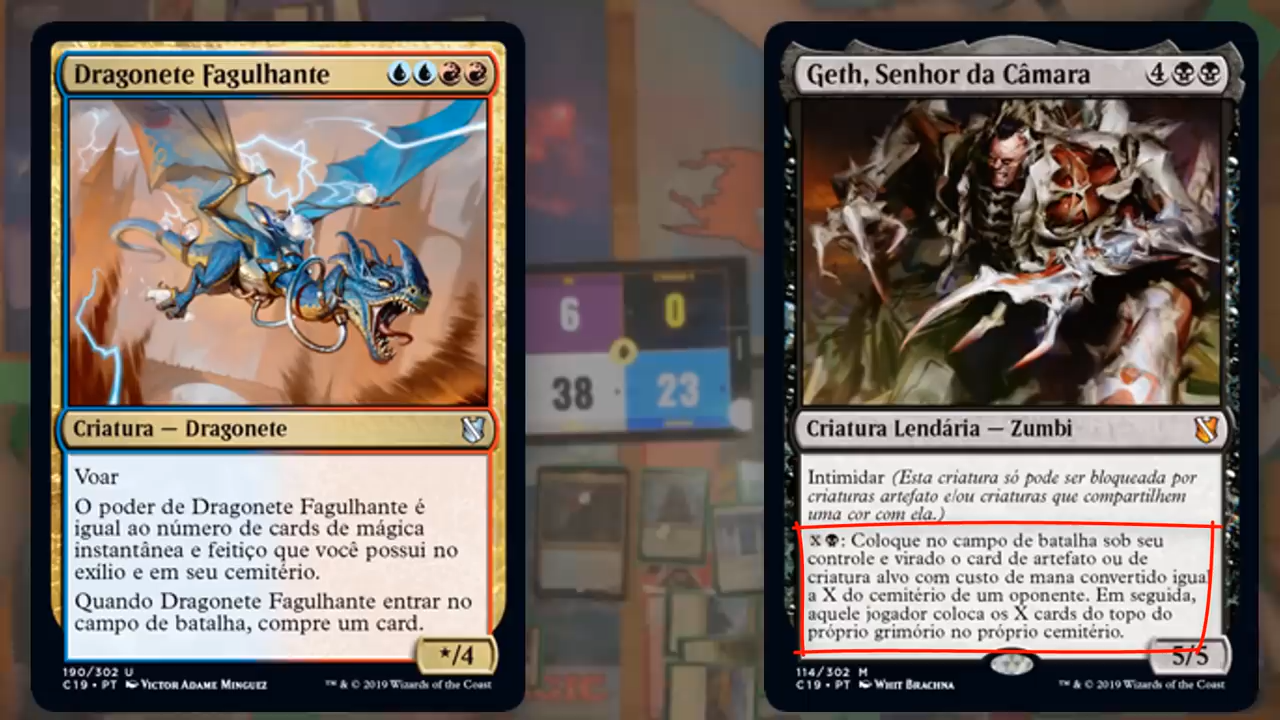 Dragonete Fagulhante
Criatura — Dragonete
Voar
O poder de Dragonete Fagulhante é
igual ao número de cards de mágica
instantânea e feitiço que você possui no
exílio e em seu cemitério.
Quando Dragonete Fagulhante entrar no
campo de batalha, compre um card.
*/4
190/302 U
C19 • PT VICTOR ADAME MINGUEZ
™ & © 2019 Wizards of the Coast
6
0
38
23
Geth, Senhor da Câmara
4
Criatura Lendária — Zumbi
Intimidar (Esta criatura só pode ser bloqueada por
criaturas artefato e/ou criaturas que compartilhem
uma cor com ela.)
X : Coloque no campo de batalha sob seu
controle e virado o card de artefato ou de
criatura alvo com custo de mana convertido igual
a X do cemitério de um oponente. Em seguida,
aquele jogador coloca os X cards do topo do
próprio grimório no próprio cemitério.
5/5
114/302 M
C19 • PT WHIT BRACHNA
™ & © 2019 Wizards of the Coast